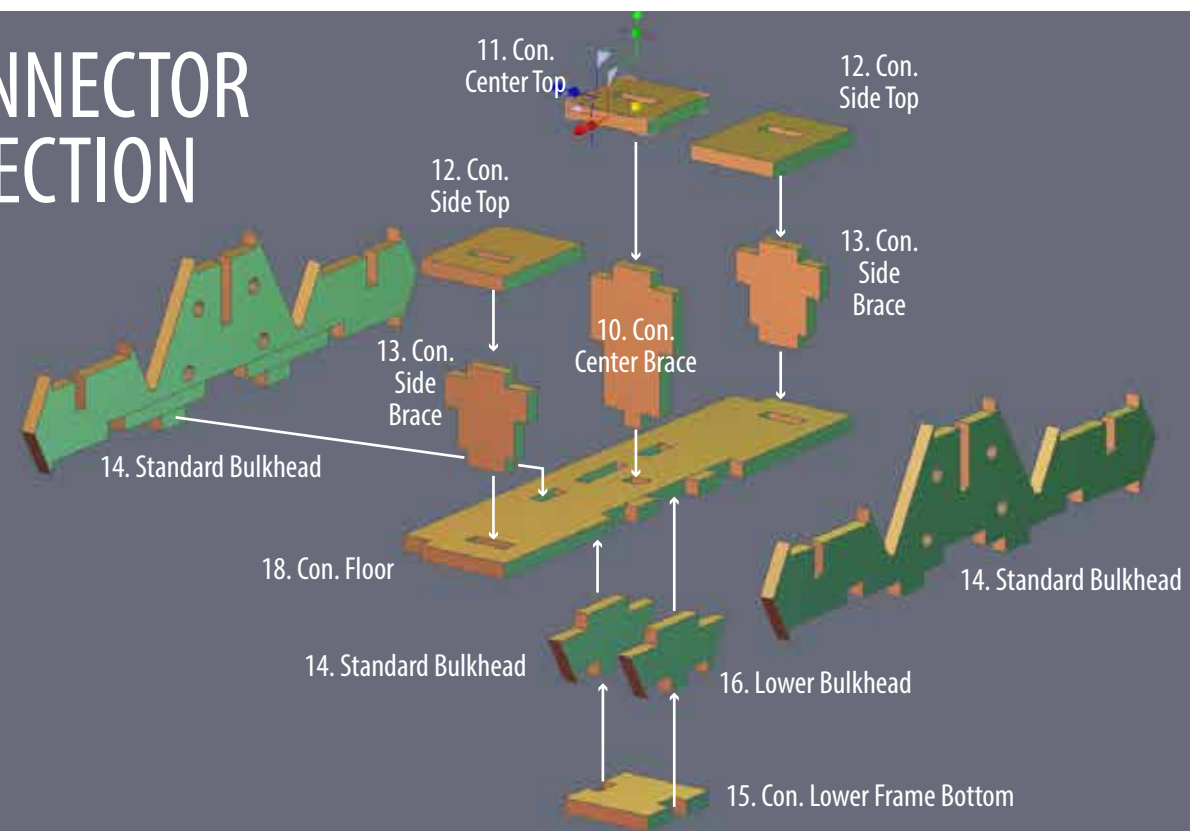 NNECTOR
ECTION
11. Con.
Center Top
12. Con.
Side Top
12. Con.
Side Top
13. Con.
Side
Brace
10. Con.
Center Brace
13. Con.
Side
Brace
14. Standard Bulkhead
18. Con. Floor
14. Standard Bulkhead
14. Standard Bulkhead
16. Lower Bulkhead
15. Con. Lower Frame Bottom